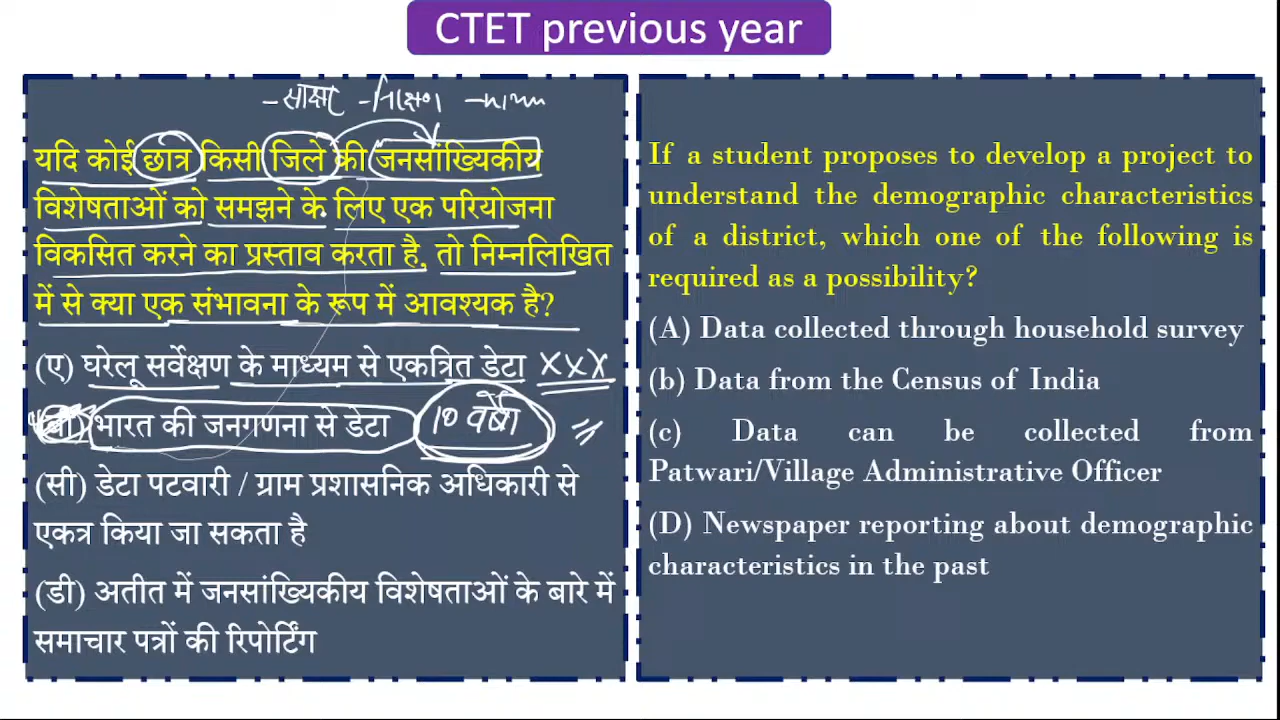 CTET previous year
यदि कोई छात्र किसी जिले की जनसांख्यिकीय
विशेषताओं को समझने के लिए एक परियोजना
विकसित करने का प्रस्ताव करता है, तो निम्नलिखित
में से क्या एक संभावना के रूप में आवश्यक है?
(ए) घरेलू सर्वेक्षण के माध्यम से एकत्रित डेटा XXX
भारत की जनगणना से डेटा 10 वर्षो
(सी) डेटा पटवारी / ग्राम प्रशासनिक अधिकारी से
एकत्र किया जा सकता है
(डी) अतीत में जनसांख्यिकीय विशेषताओं के बारे में
समाचार पत्रों की रिपोर्टिंग
If a student proposes to develop a project to
understand the demographic characteristics
of a district, which one of the following is
required as a possibility?
(A) Data collected through household survey
(b) Data from the Census of India
(c) Data can be collected from
Patwari/Village Administrative Officer
(D) Newspaper reporting about demographic
characteristics in the past